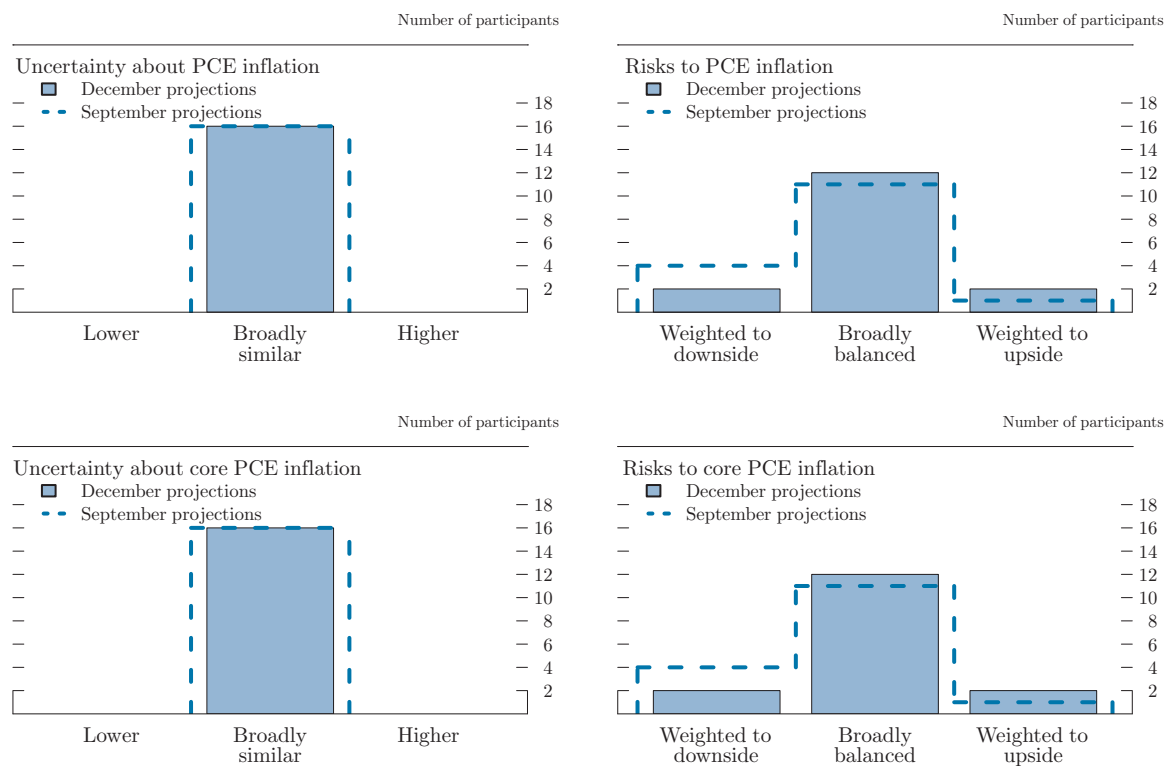 Number of participants
Uncertainty about PCE inflation
December projections
September projections
18
16
14
12
10
8
6
4
2
Lower
Broadly
similar
Higher
Number of participants
Risks to PCE inflation
December projections
September projections
18
16
14
12
10
8
6
4
2
Weighted to
downside
Broadly
balanced
Weighted to
upside
Number of participants
Uncertainty about core PCE inflation
December projections
September projections
18
16
14
12
10
8
6
4
2
Lower
Broadly
similar
Higher
Number of participants
Risks to core PCE inflation
December projections
September projections
18
16
14
12
10
8
6
4
2
Weighted to
downside
Broadly
balanced
Weighted to
upside